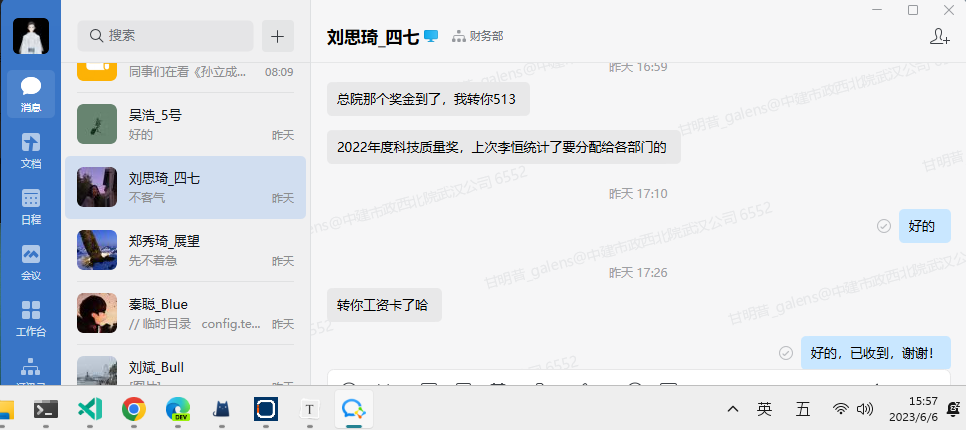 搜索
消息
文档
日程
会议
工作台
同事们在看《孙立成...
08:09
吴浩_5号
好的
昨天
刘思琦_四七
不客气
昨天
郑秀琦_展望
先不着急
昨天
秦聪_Blue
// 临时目录 config.te...
昨天
刘斌_Bull
[图片]
昨天
刘思琦_四七
财务部
昨天 16:59
总院那个奖金到了，我转你513
2022年度科技质量奖，上次李恒统计了要分配给各部门的
昨天 17:10
好的
昨天 17:26
转你工资卡了哈
好的，已收到，谢谢！
甘明昔_galens@中建市政西北院武汉公司 6552
DEV
T
英
五
15:57
2023/6/6